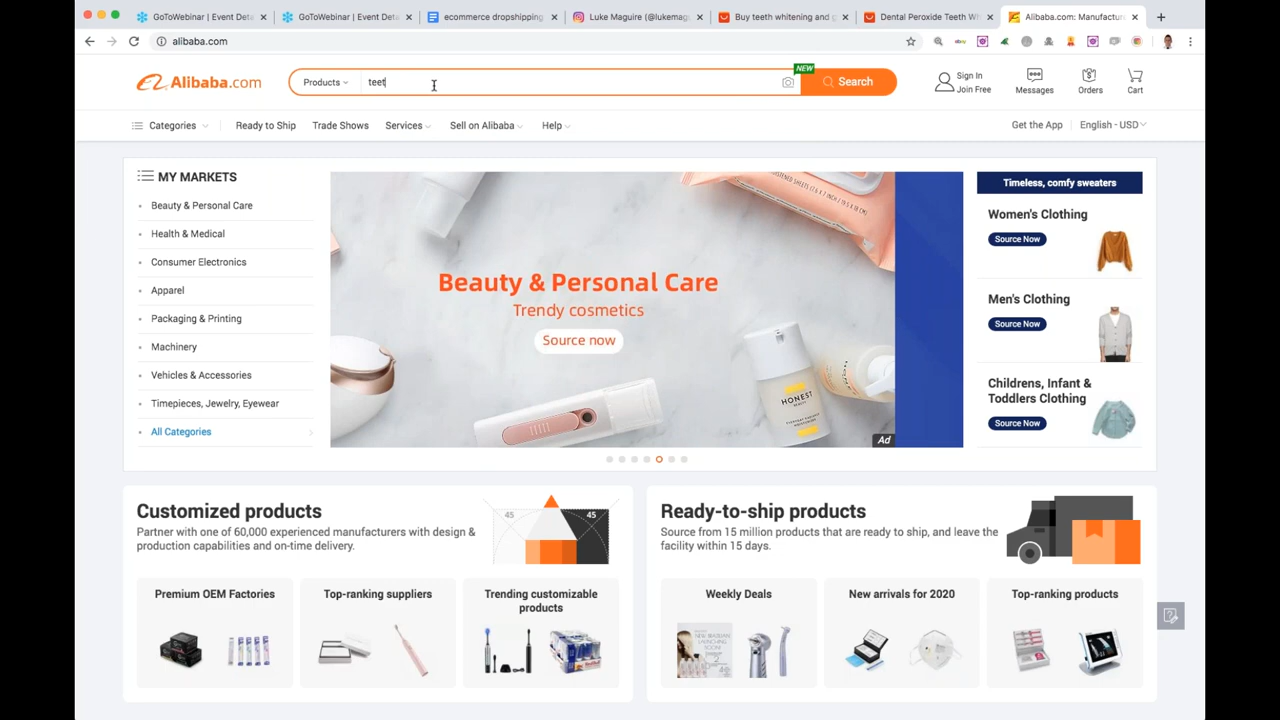 GoToWebinar | Event Deta
GoToWebinar | Event Deta
ecommerce dropshipping
Luke Maguire (@lukemag
Buy teeth whitening and g
Dental Peroxide Teeth Wh
Alibaba.com: Manufactur
alibaba.com
Alibaba.com
Products
teet
NEW
Search
Sign In
Join Free
Messages
Orders
Cart
Categories
Ready to Ship
Trade Shows
Services
Sell on Alibaba
Help
Get the App
English - USD
MY MARKETS
Beauty & Personal Care
Health & Medical
Consumer Electronics
Apparel
Packaging & Printing
Machinery
Vehicles & Accessories
Timepieces, Jewelry, Eyewear
All Categories
Beauty & Personal Care
Trendy cosmetics
Source now
HONEST
BEAUTY
Ad
Timeless, comfy sweaters
Women's Clothing
Source Now
Men's Clothing
Source Now
Childrens, Infant &
Toddlers Clothing
Source Now
Customized products
Partner with one of 60,000 experienced manufacturers with design &
production capabilities and on-time delivery.
45
45
Premium OEM Factories
Top-ranking suppliers
Trending customizable
products
Ready-to-ship products
Source from 15 million products that are ready to ship, and leave the
facility within 15 days.
Weekly Deals
New arrivals for 2020
Top-ranking products